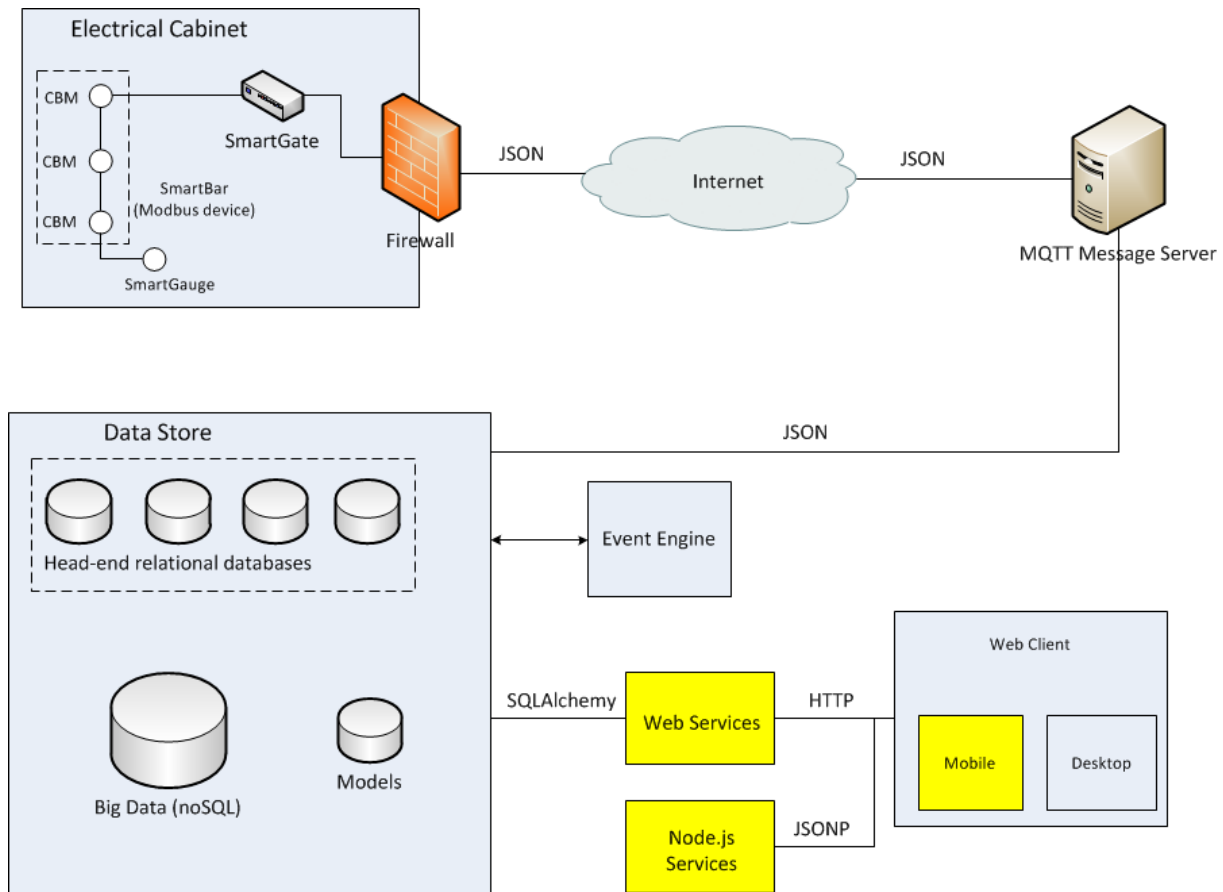 Electrical Cabinet
CBM
SmartGate
CBM
SmartBar
(Modbus device)
CBM
SmartGauge
Firewall
JSON
Internet
JSON
MQTT Message Server
JSON
Data Store
Head-end relational databases
Event Engine
Big Data (noSQL)
Models
SQLAlchemy
Web Services
HTTP
Web Client
Mobile
Desktop
Node.js
Services
JSONP